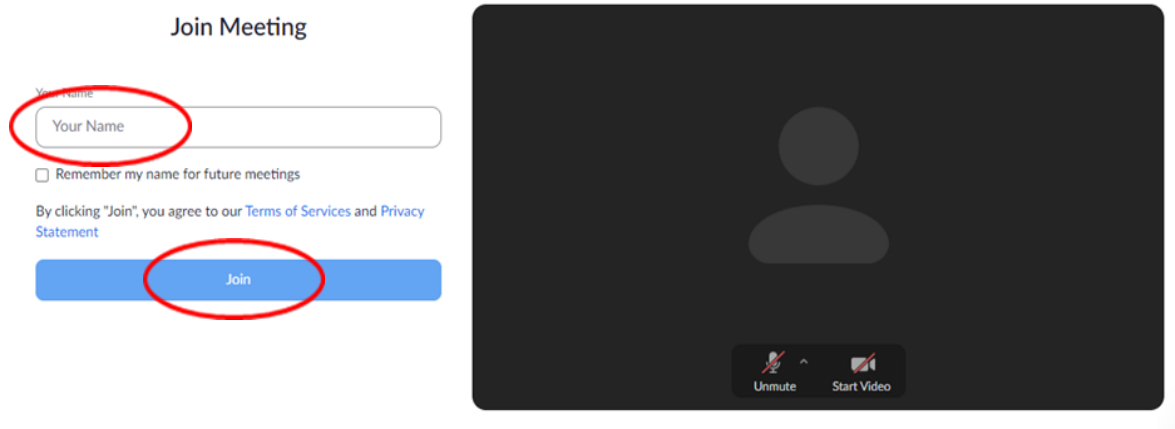 Join Meeting
Your Name
Your Name
Remember my name for future meetings
By clicking "Join", you agree to our Terms of Services and Privacy
Statement
Join
Unmute
Start Video